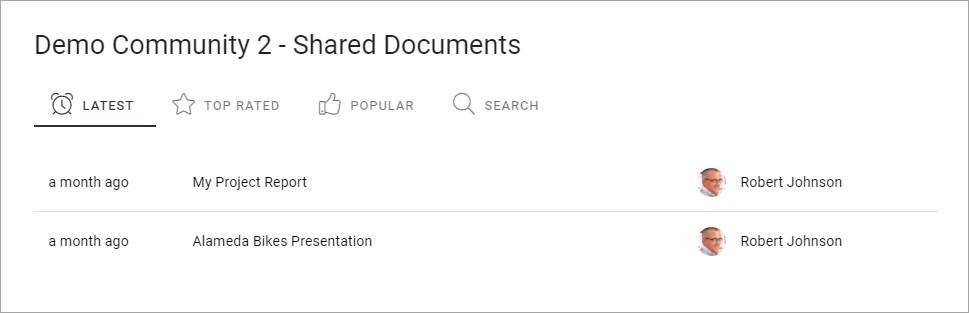 Demo Community 2 - Shared Documents
LATEST TOP RATED POPULAR SEARCH
a month ago My Project Report Robert Johnson
a month ago Alameda Bikes Presentation Robert Johnson